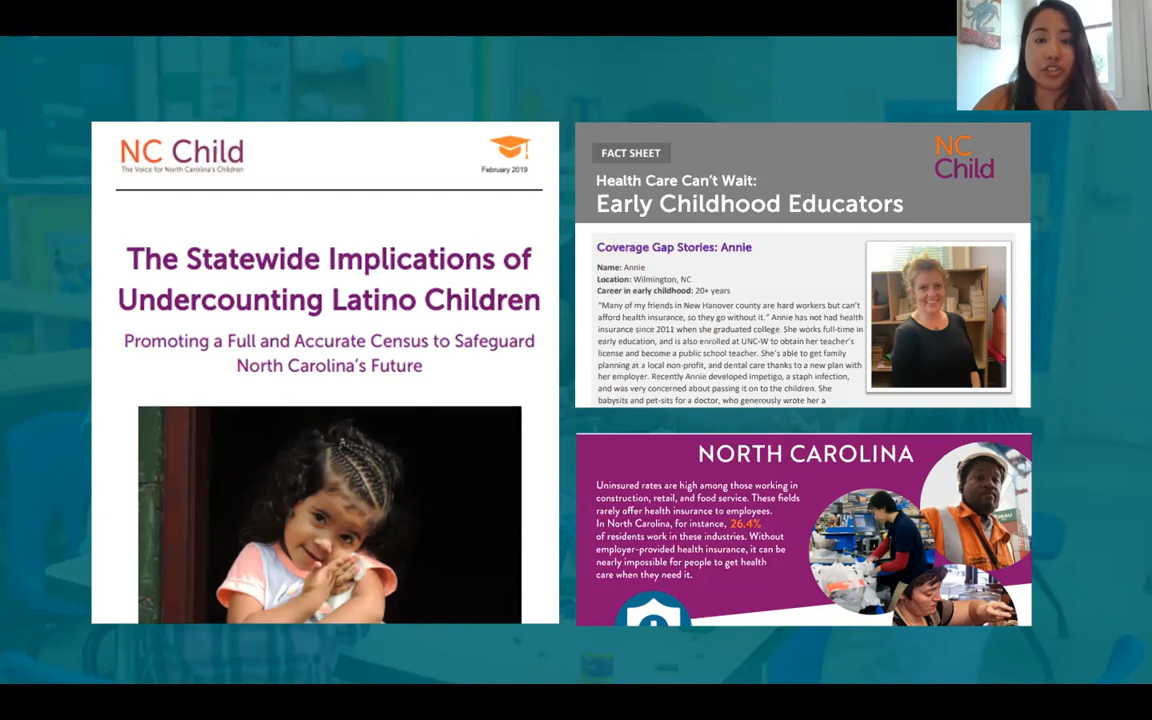 NC Child
The Voice for North Carolina's Children
February 2019
The Statewide Implications of
Undercounting Latino Children
Promoting a Full and Accurate Census to Safeguard
North Carolina's Future
FACT SHEET
NC
Child
Health Care Can't Wait:
Early Childhood Educators
Coverage Gap Stories: Annie
Name: Annie
Location: Wilmington, NC
Career in early childhood: 20+ years
"Many of my friends in New Hanover county are hard workers but can't
afford health insurance, so they go without it." Annie has not had health
insurance since 2011 when she graduated college. She works full-time in
early education, and is also enrolled at UNC-W to obtain her teacher's
license and become a public school teacher. She's able to get family
planning at a local non-profit, and dental care thanks to a new plan with
her employer. Recently Annie developed impetigo, a staph infection,
and was very concerned about passing it on to the children. She
babysits and pet-sits for a doctor, who generously wrote her a
NORTH CAROLINA
Uninsured rates are high among those working in
construction, retail, and food service. These fields
rarely offer health insurance to employees.
In North Carolina, for instance, 26.4%
of residents work in these industries. Without
employer-provided health insurance, it can be
nearly impossible for people to get health
care when they need it.